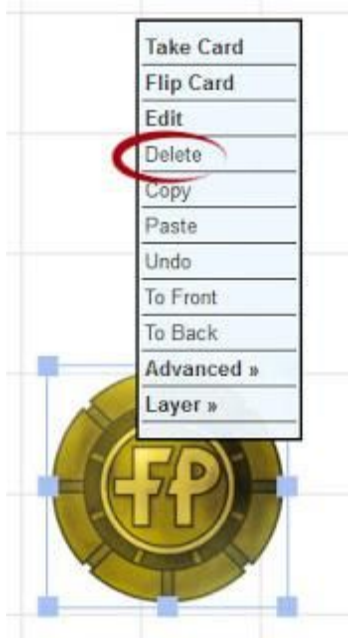 Take Card
Flip Card
Edit
Delete
Copy
Paste
Undo
To Front
To Back
Advanced »
Layer »
FP